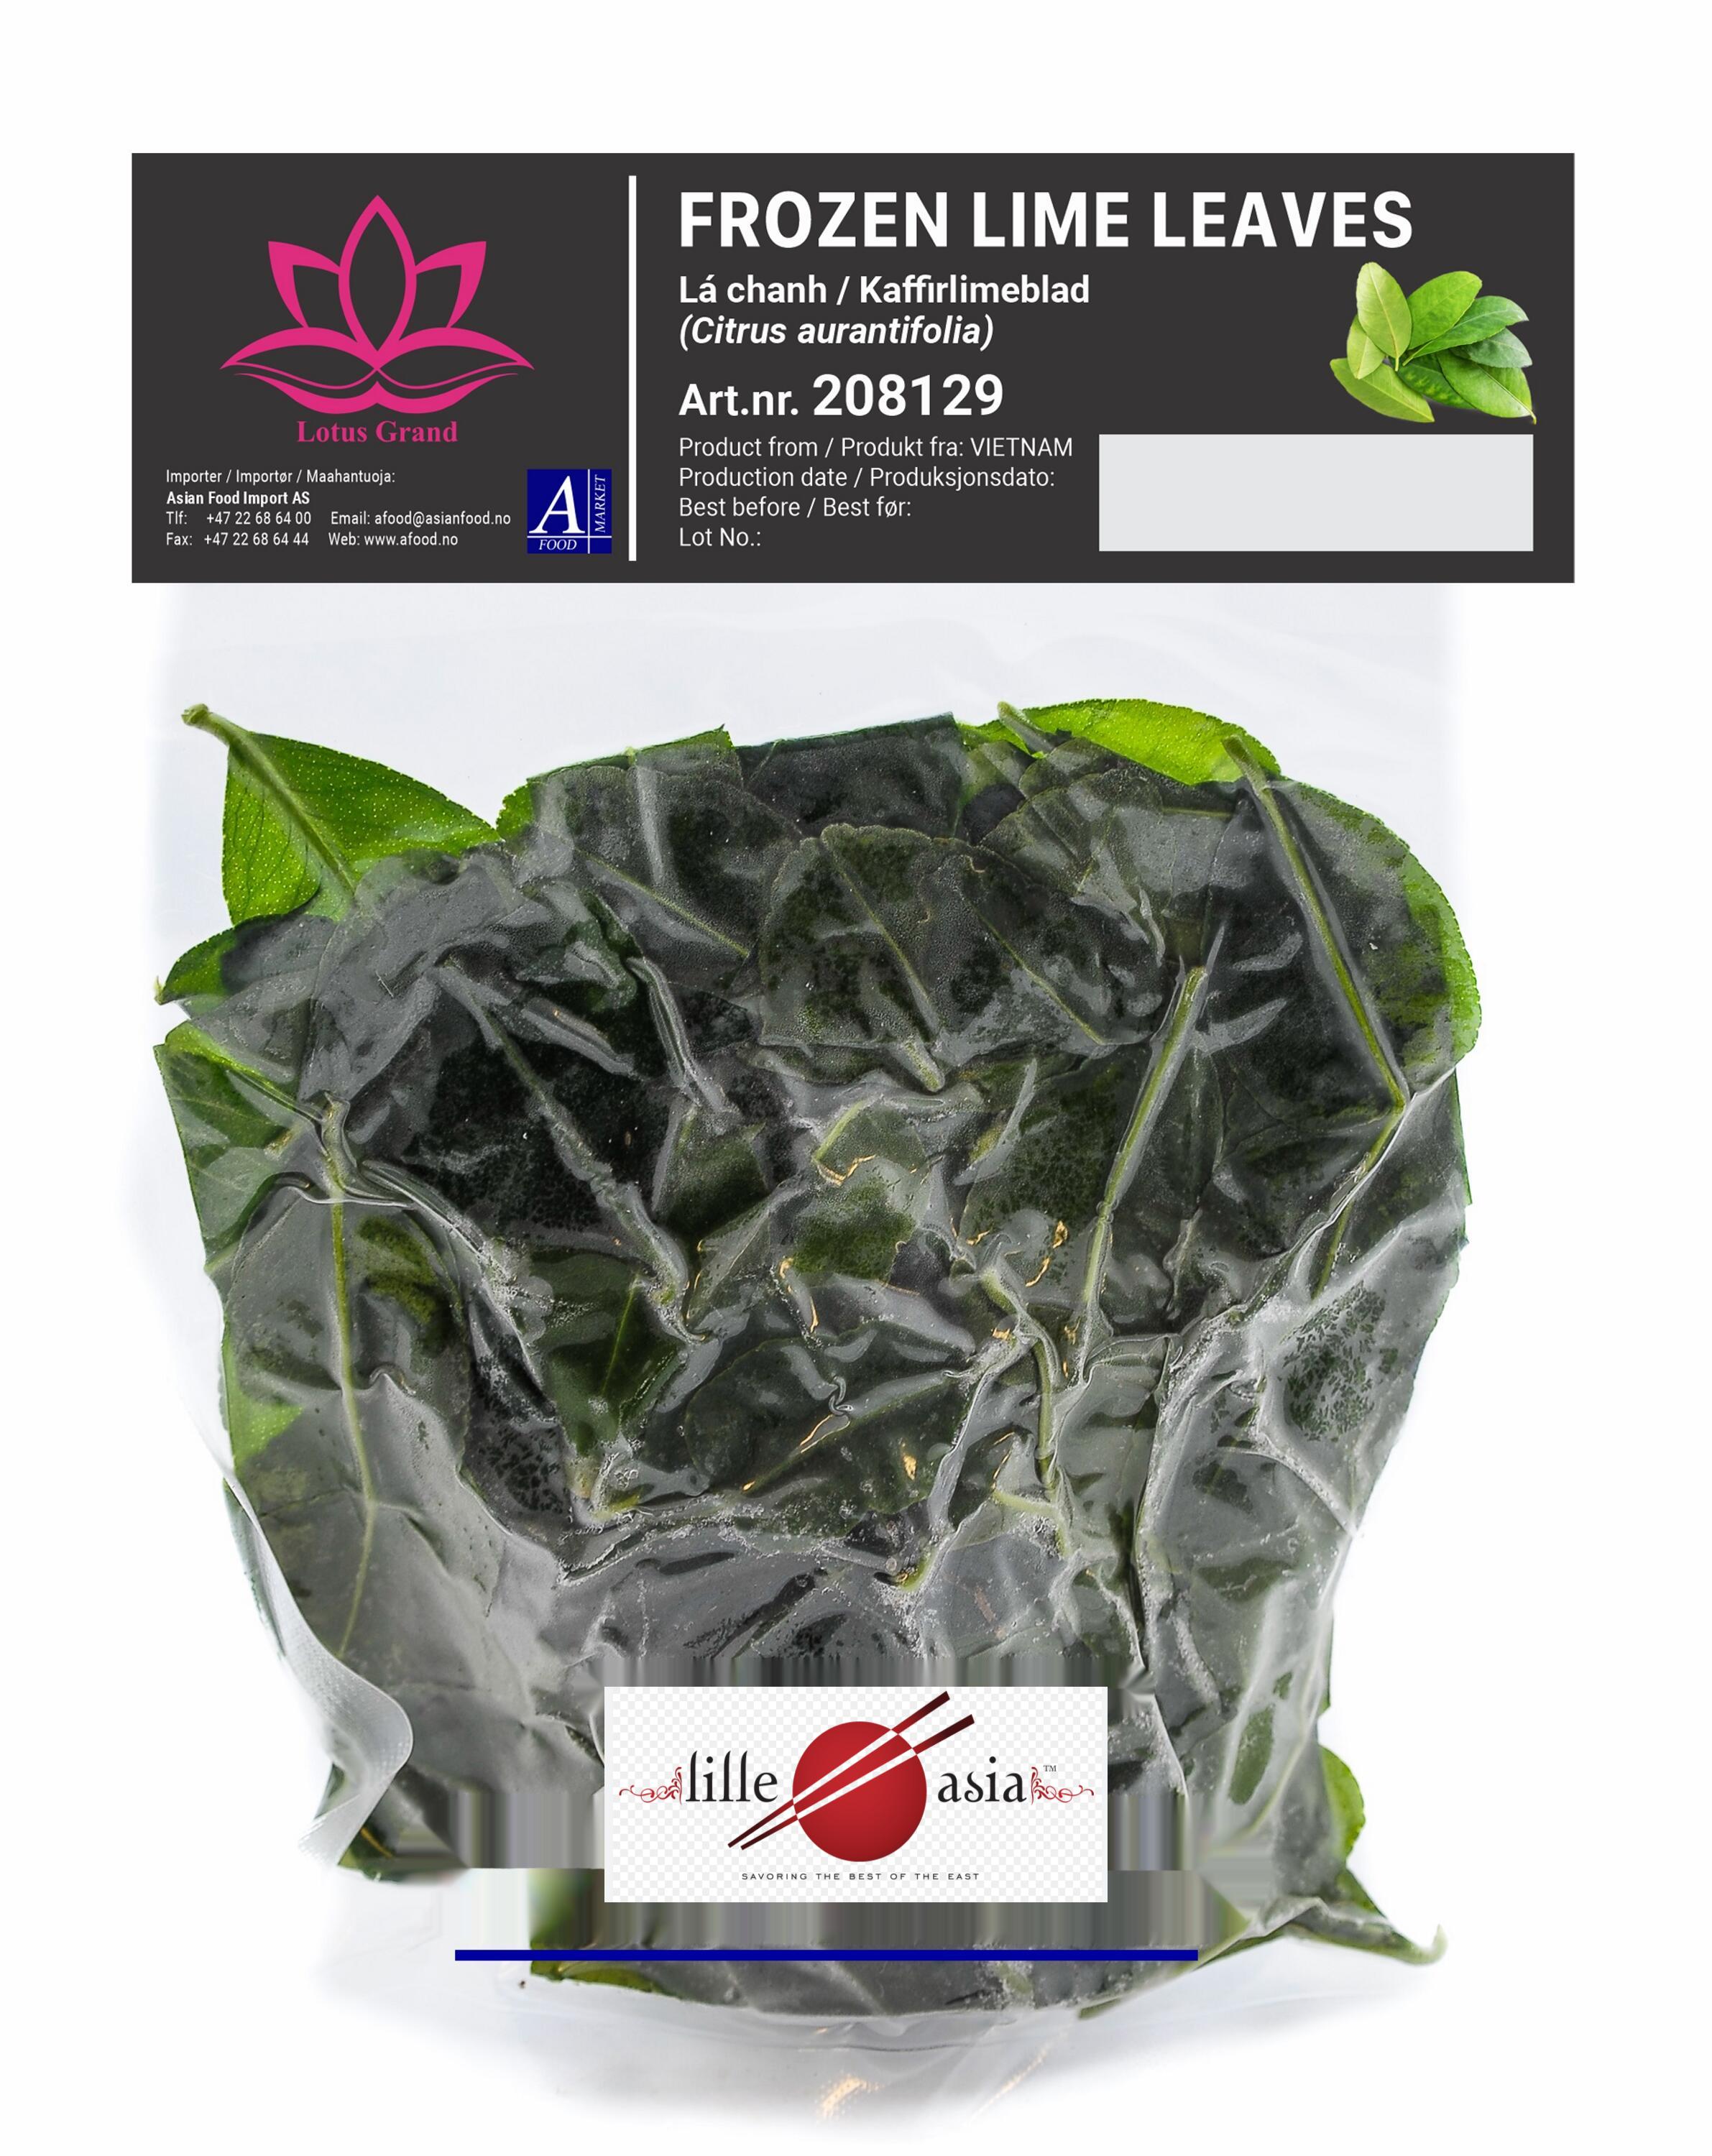 FROZEN LIME LEAVES
Lá chanh / Kaffirlimeblad
(Citrus aurantifolia)
Art.nr. 208129
Product from / Produkt fra: VIETNAM
Production date / Produksjonsdato:
Best before / Best før:
Lot No.:
Lotus Grand
Importer / Importør / Maahantuoja:
Asian Food Import AS
Tlf: +47 22 68 64 00 Email: afood@asianfood.no
Fax: +47 22 68 64 44 Web: www.afood.no
A
FOOD
MARKET
lille asia™
SAVORING THE BEST OF THE EAST